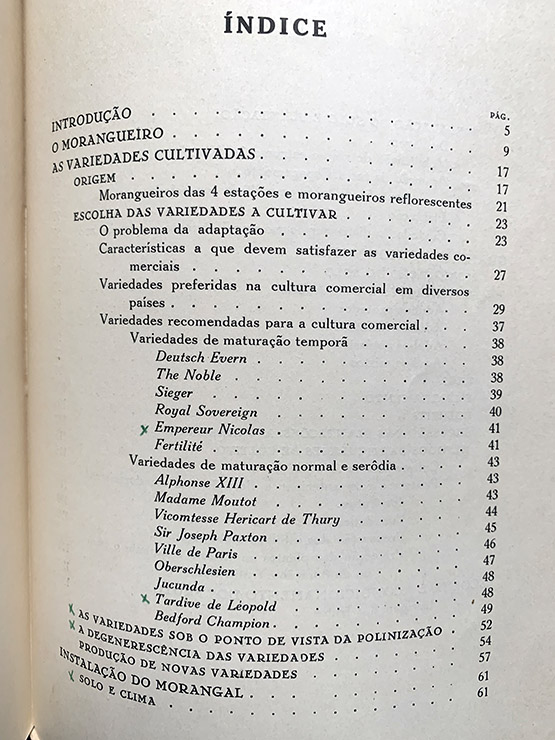 ÍNDICE
PÁG.
INTRODUÇÃO . . . . . . . . . . 5
O MORANGUEIRO . . . . . . . . . . 9
AS VARIEDADES CULTIVADAS . . . . . . . . 17
ORIGEM . . . . . . . . . . 17
Morangueiros das 4 estações e morangueiros reflorescentes 21
ESCOLHA DAS VARIEDADES A CULTIVAR . . . . . 23
O problema da adaptação . . . . . . . 23
Características a que devem satisfazer as variedades co-
merciais . . . . . . . . . 27
Variedades preferidas na cultura comercial em diversos
países . . . . . . . . . 29
Variedades recomendadas para a cultura comercial . . . 37
Variedades de maturação temporã . . . . . 38
Deutsch Evern . . . . . . . 38
The Noble . . . . . . . . 38
Sieger . . . . . . . . . 39
Royal Sovereign . . . . . . . 40
x Empereur Nicolas . . . . . . . 41
Fertilité . . . . . . . . 41
Variedades de maturação normal e seródia . . . 43
Alphonse XIII . . . . . . . 43
Madame Moutot . . . . . . . 43
Vicomtesse Hericart de Thury . . . . 44
Sir Joseph Paxton . . . . . . 45
Ville de Paris . . . . . . . 46
Oberschlesien . . . . . . . 47
Jucunda . . . . . . . . 48
x Tardive de Léopold . . . . . . 48
Bedford Champion . . . . . . 49
x AS VARIEDADES SOB O PONTO DE VISTA DA POLINIZAÇÃO . 52
x A DEGENERESCÊNCIA DAS VARIEDADES . . . . . 54
PRODUÇÃO DE NOVAS VARIEDADES . . . . . . 57
INSTALAÇÃO DO MORANGAL . . . . . . . 61
x SOLO E CLIMA . . . . . . . . 61